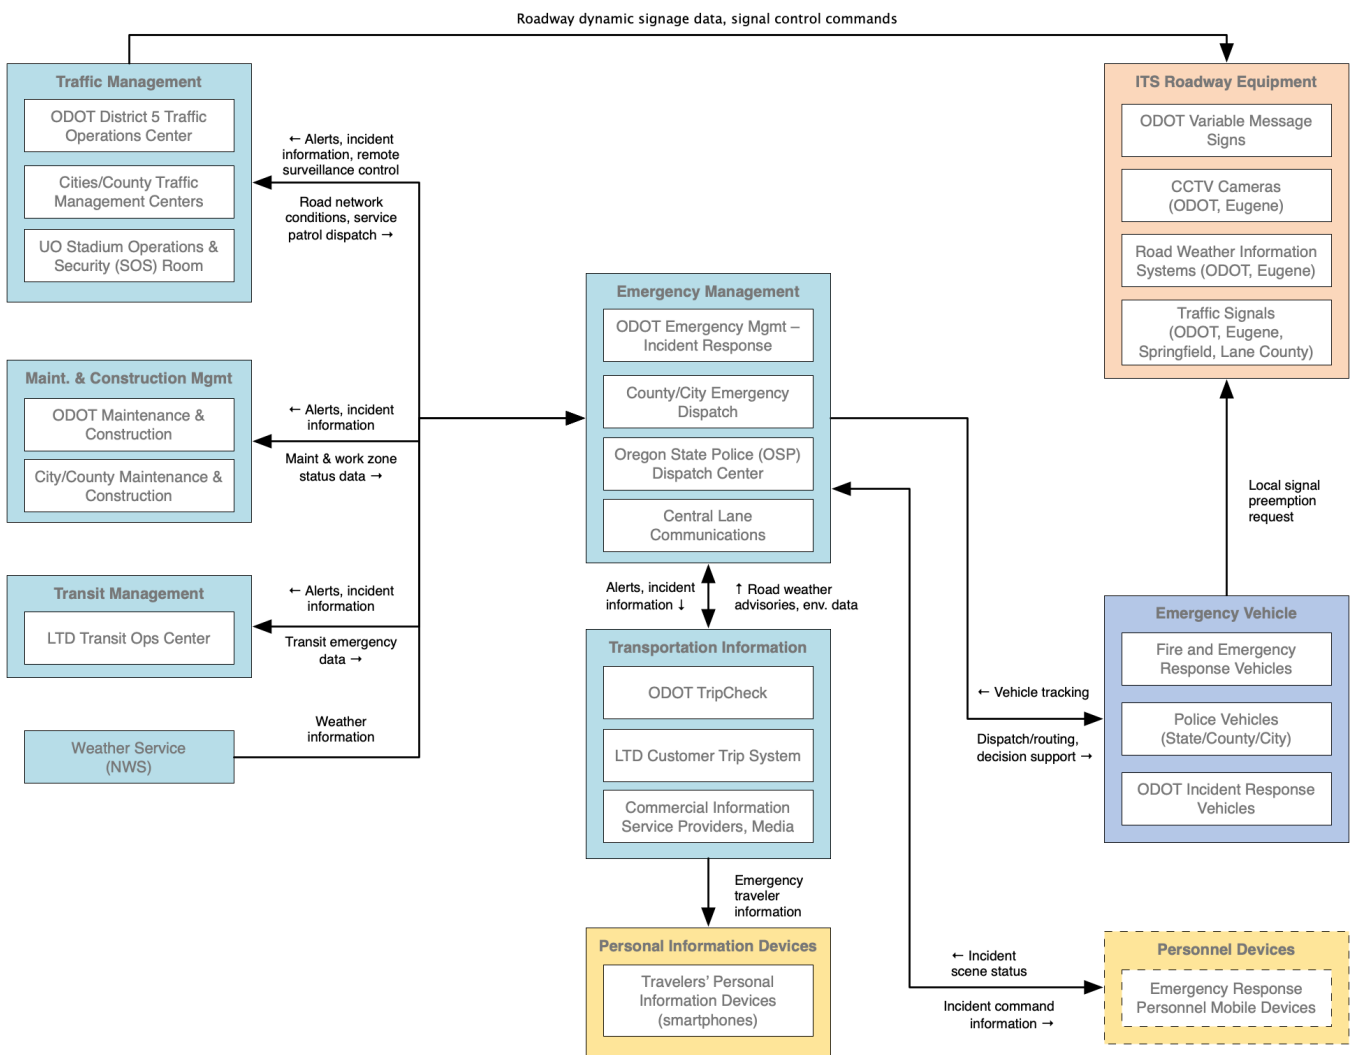 Roadway dynamic signage data, signal control commands
Traffic Management
ODOT District 5 Traffic
Operations Center
Cities/County Traffic
Management Centers
UO Stadium Operations &
Security (SOS) Room
← Alerts, incident
information, remote
surveillance control
Road network
conditions, service
patrol dispatch →
Maint. & Construction Mgmt
ODOT Maintenance &
Construction
City/County Maintenance &
Construction
← Alerts, incident
information
Maint & work zone
status data →
Transit Management
LTD Transit Ops Center
← Alerts, incident
information
Transit emergency
data →
Weather Service
(NWS)
Weather
information
Emergency Management
ODOT Emergency Mgmt –
Incident Response
County/City Emergency
Dispatch
Oregon State Police (OSP)
Dispatch Center
Central Lane
Communications
Alerts, incident
information ↓
↑ Road weather
advisories, env. data
Transportation Information
ODOT TripCheck
LTD Customer Trip System
Commercial Information
Service Providers, Media
Emergency
traveler
information
Personal Information Devices
Travelers’ Personal
Information Devices
(smartphones)
ITS Roadway Equipment
ODOT Variable Message
Signs
CCTV Cameras
(ODOT, Eugene)
Road Weather Information
Systems (ODOT, Eugene)
Traffic Signals
(ODOT, Eugene,
Springfield, Lane County)
Local signal
preemption
request
Emergency Vehicle
Fire and Emergency
Response Vehicles
Police Vehicles
(State/County/City)
ODOT Incident Response
Vehicles
← Vehicle tracking
Dispatch/routing,
decision support →
Personnel Devices
Emergency Response
Personnel Mobile Devices
← Incident
scene status
Incident command
information →